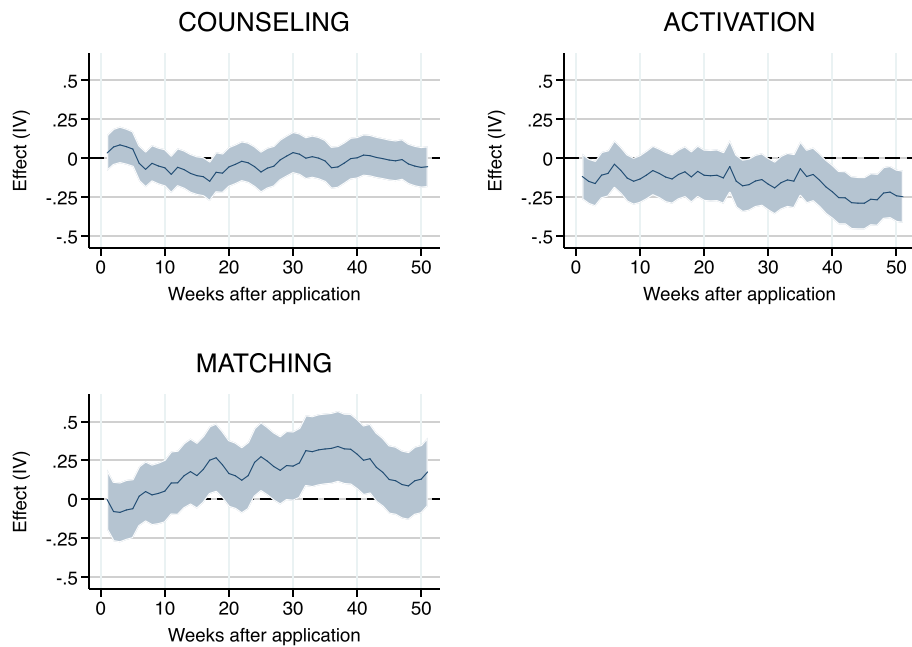 COUNSELING
.5
.25
0
-.25
-.5
Effect (IV)
0 10 20 30 40 50
Weeks after application
ACTIVATION
.5
.25
0
-.25
-.5
Effect (IV)
0 10 20 30 40 50
Weeks after application
MATCHING
.5
.25
0
-.25
-.5
Effect (IV)
0 10 20 30 40 50
Weeks after application